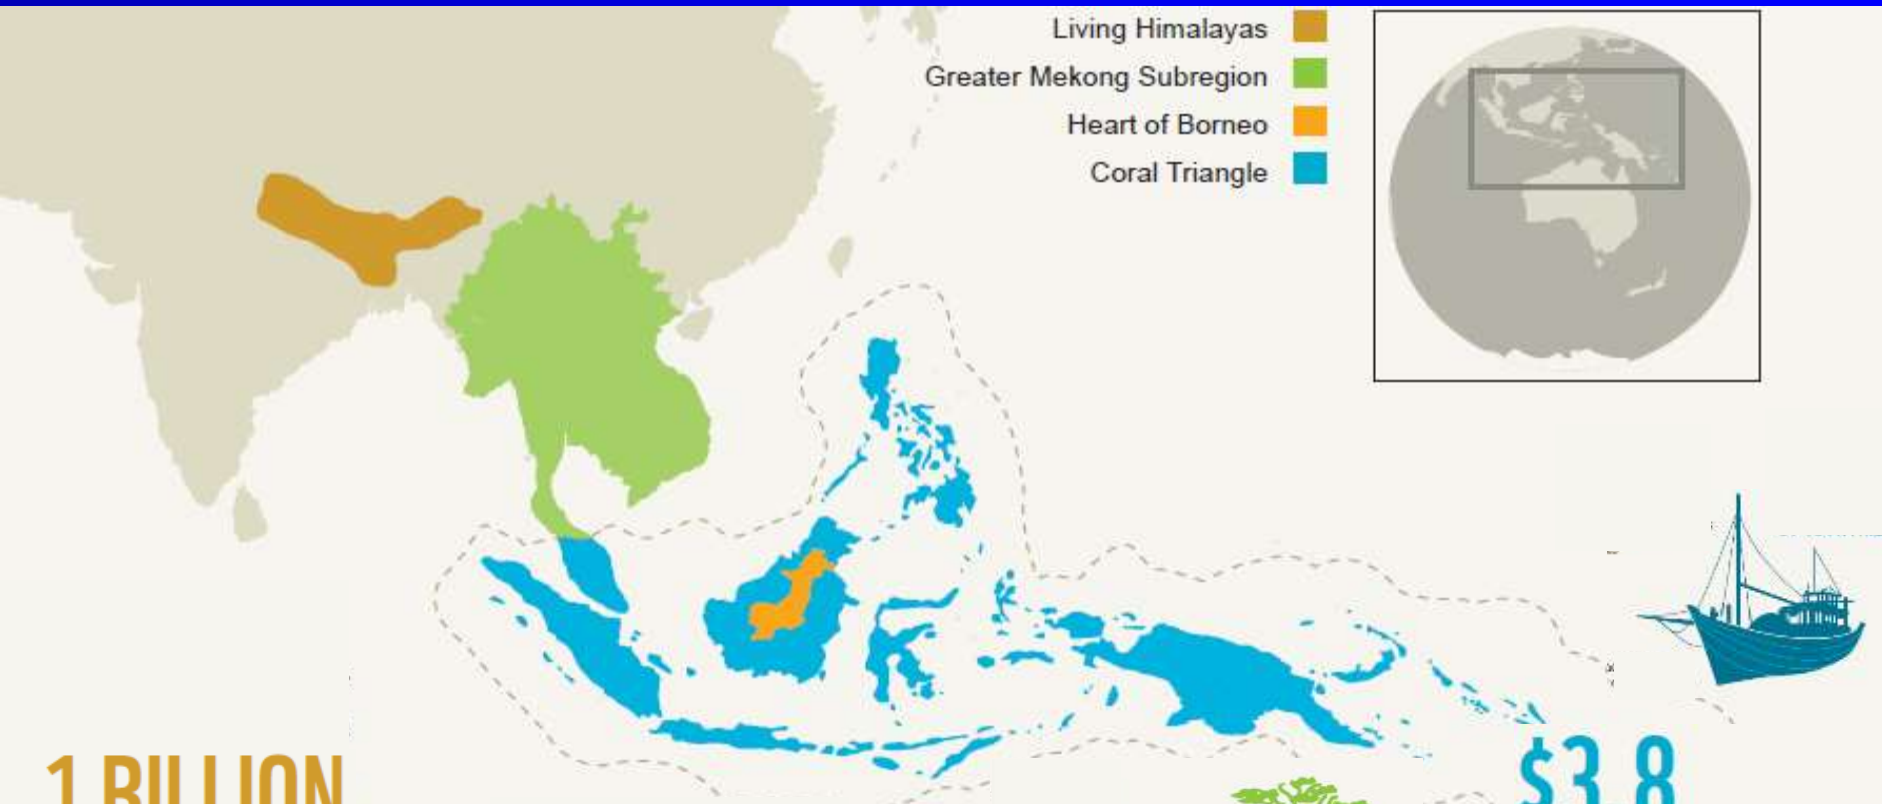 Living Himalayas
Greater Mekong Subregion
Heart of Borneo
Coral Triangle
1 BILLION
$3.8